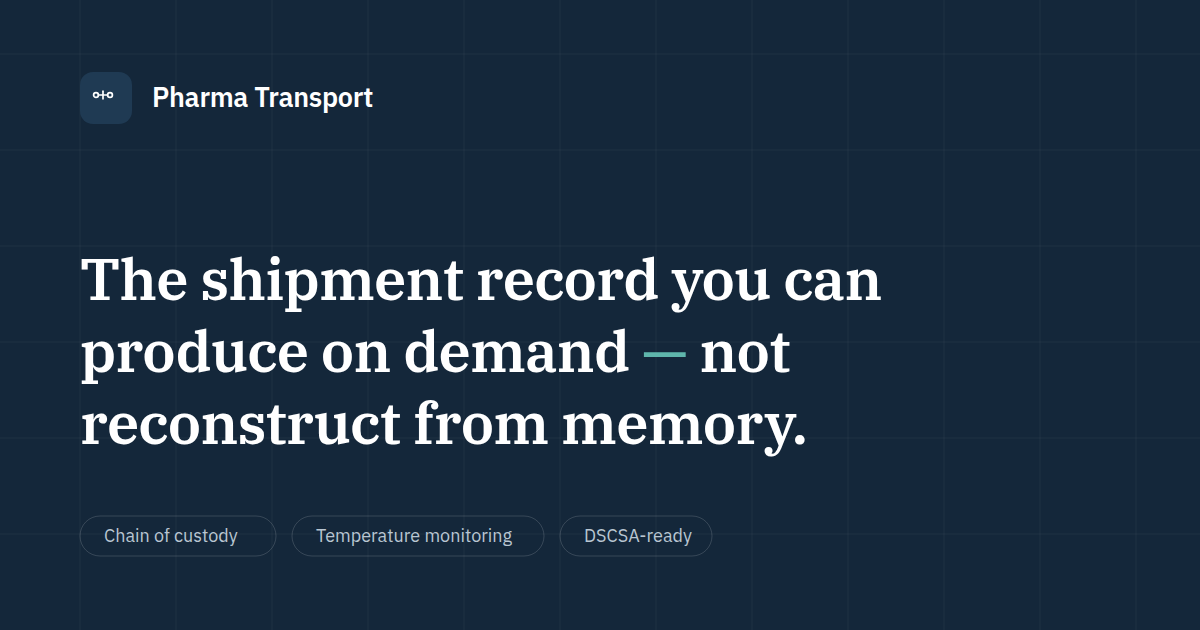 Pharma Transport
The shipment record you can
produce on demand — not
reconstruct from memory.
Chain of custody
Temperature monitoring
DSCSA-ready